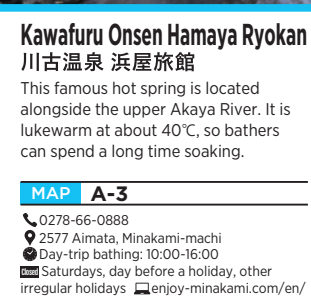 Kawafuru Onsen Hamaya Ryokan
川古温泉 浜屋旅館
This famous hot spring is located
alongside the upper Akaya River. It is
lukewarm at about 40℃, so bathers
can spend a long time soaking.
MAP A-3
0278-66-0888
2577 Aimata, Minakami-machi
Day-trip bathing: 10:00-16:00
Closed Saturdays, day before a holiday, other
irregular holidays enjoy-minakami.com/en/